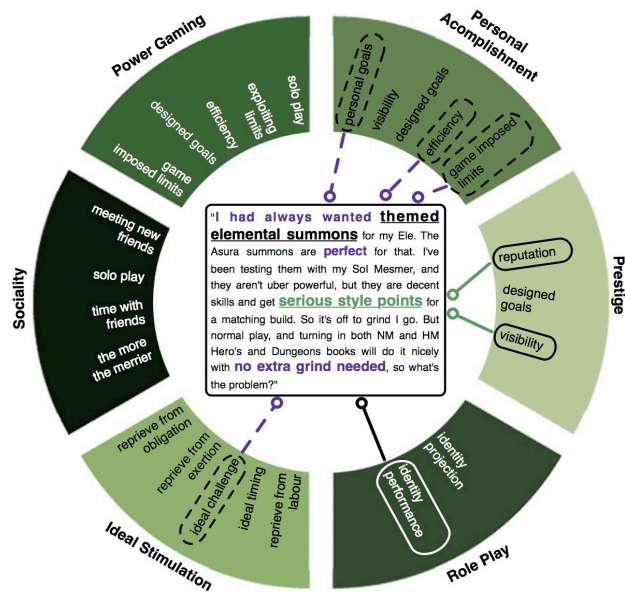 Power Gaming
designed goals
efficiency
exploiting
limits
solo play
game
imposed limits
Personal
Acomplishment
personal goals
visibility
designed goals
efficiency
game imposed
limits
Prestige
reputation
designed
goals
visibility
Role Play
identity
projection
identity
performance
Ideal Stimulation
reprieve from
obligation
reprieve from
exertion
ideal challenge
ideal timing
reprieve from
labour
Sociality
meeting new
friends
solo play
time with
friends
the more
the merrier
"I had always wanted themed
elemental summons for my Ele. The
Asura summons are perfect for that. I've
been testing them with my Sol Mesmer, and
they aren't uber powerful, but they are decent
skills and get serious style points for
a matching build. So it's off to grind I go. But
normal play, and turning in both NM and HM
Hero's and Dungeons books will do it nicely
with no extra grind needed, so what's
the problem?"